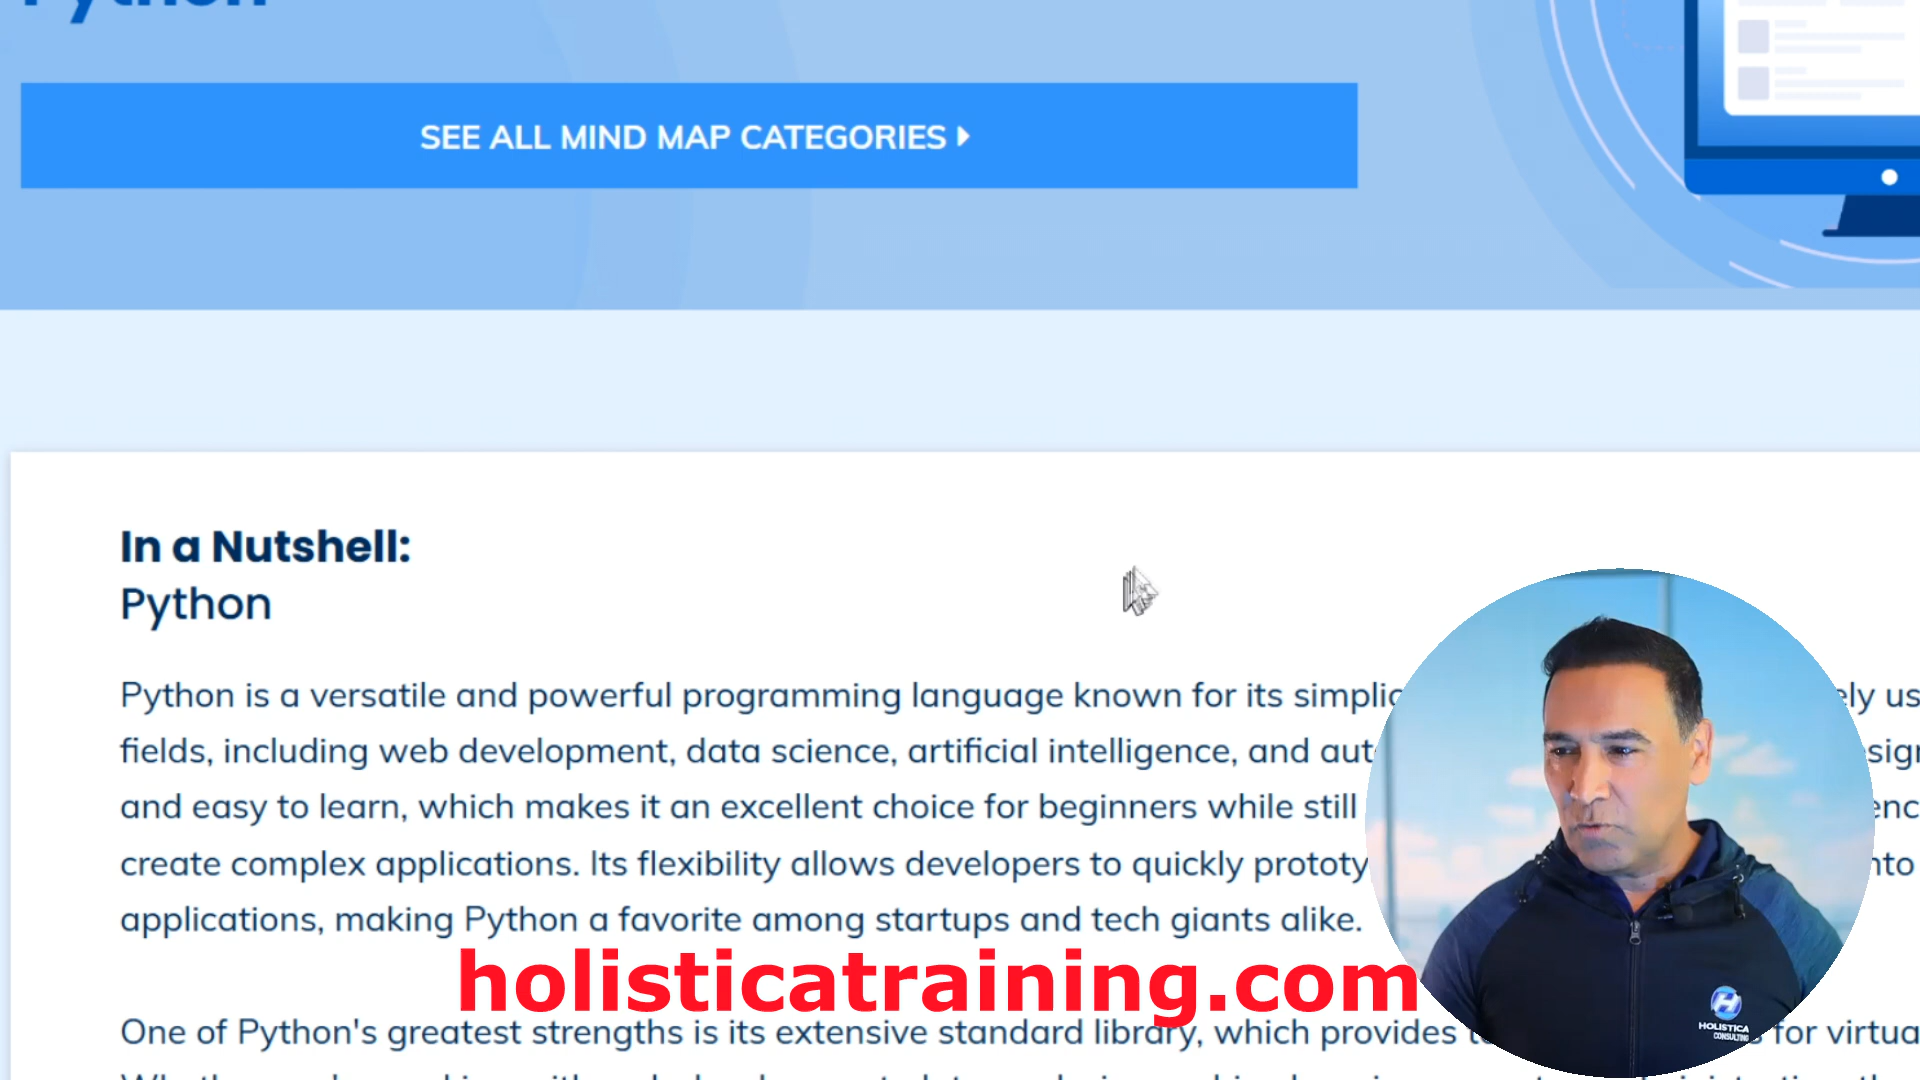 Python
SEE ALL MIND MAP CATEGORIES
In a Nutshell:
Python
Python is a versatile and powerful programming language known for its
fields, including web development, data science, artificial intelligence, and
and easy to learn, which makes it an excellent choice for beginners while still
create complex applications. Its flexibility allows developers to quickly
applications, making Python a favorite among startups and tech giants alike.
holisticatraining.com
One of Python's greatest strengths is its extensive standard library, which provides for
HOLISTICA
CONSULTING